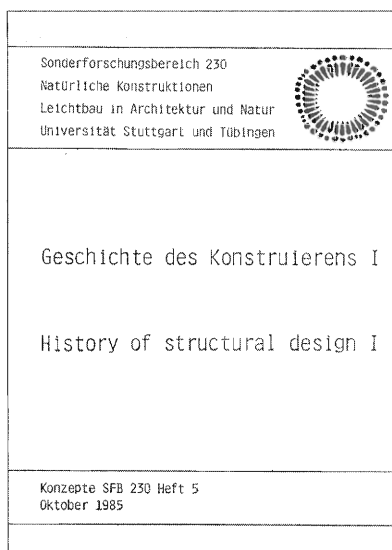 Sonderforschungsbereich 230
Natürliche Konstruktionen
Leichtbau in Architektur und Natur
Universität Stuttgart und Tübingen
Geschichte des Konstruierens I
History of structural design I
Konzepte SFB 230 Heft 5
Oktober 1985